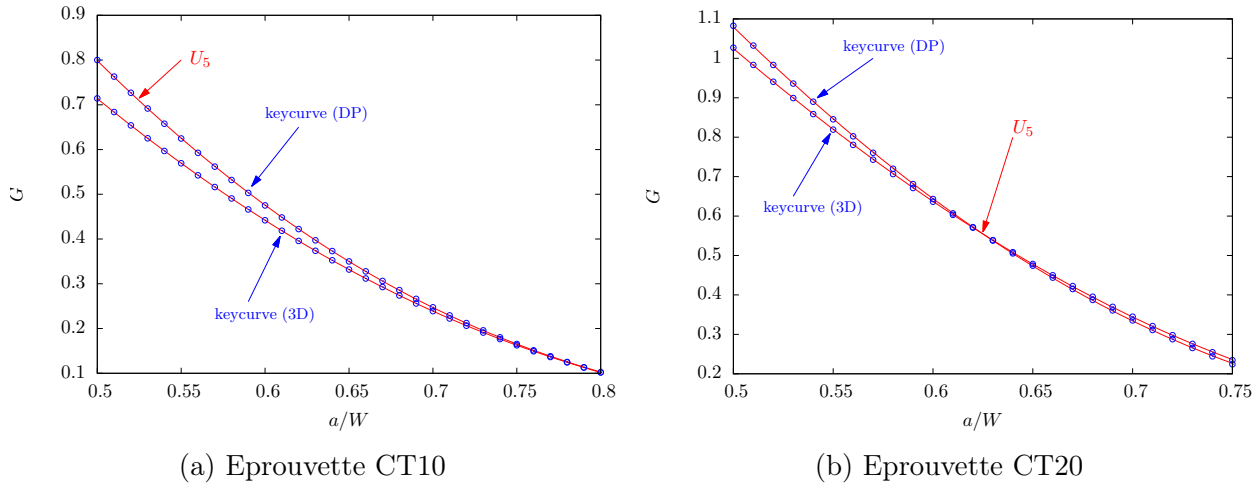 0.9
0.8
0.7
0.6
0.5
0.4
0.3
0.2
0.1
G
0.5 0.55 0.6 0.65 0.7 0.75 0.8
a/W
U5
keycurve (DP)
keycurve (3D)
(a) Eprouvette CT10
1.1
1
0.9
0.8
0.7
0.6
0.5
0.4
0.3
0.2
G
0.5 0.55 0.6 0.65 0.7 0.75
a/W
keycurve (DP)
U5
keycurve (3D)
(b) Eprouvette CT20